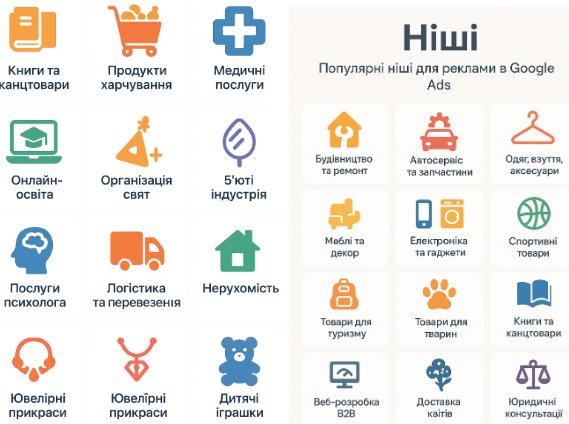 Книги та
канцтовари
Продукти
харчування
Медичні
послуги
Онлайн-
освіта
Організація
свят
5'юті
індустрія
Послуги
психолога
Логістика
та перевезення
Нерухомість
Ювелірні
прикраси
Ювелірні
прикраси
Дитячі
іграшки
Ніші
Популярні ніші для реклами в Google
Ads
Будівництво
та ремонт
Автосервіс
та запчастини
Одяг, взуття,
аксесуари
Меблі та
декор
Електроніка
та гаджети
Спортивні
товари
Товари для
туризму
Товари для
тварин
Книги та
канцтовари
Веб-розробка
B2B
Доставка
квітів
Юридичні
консультації